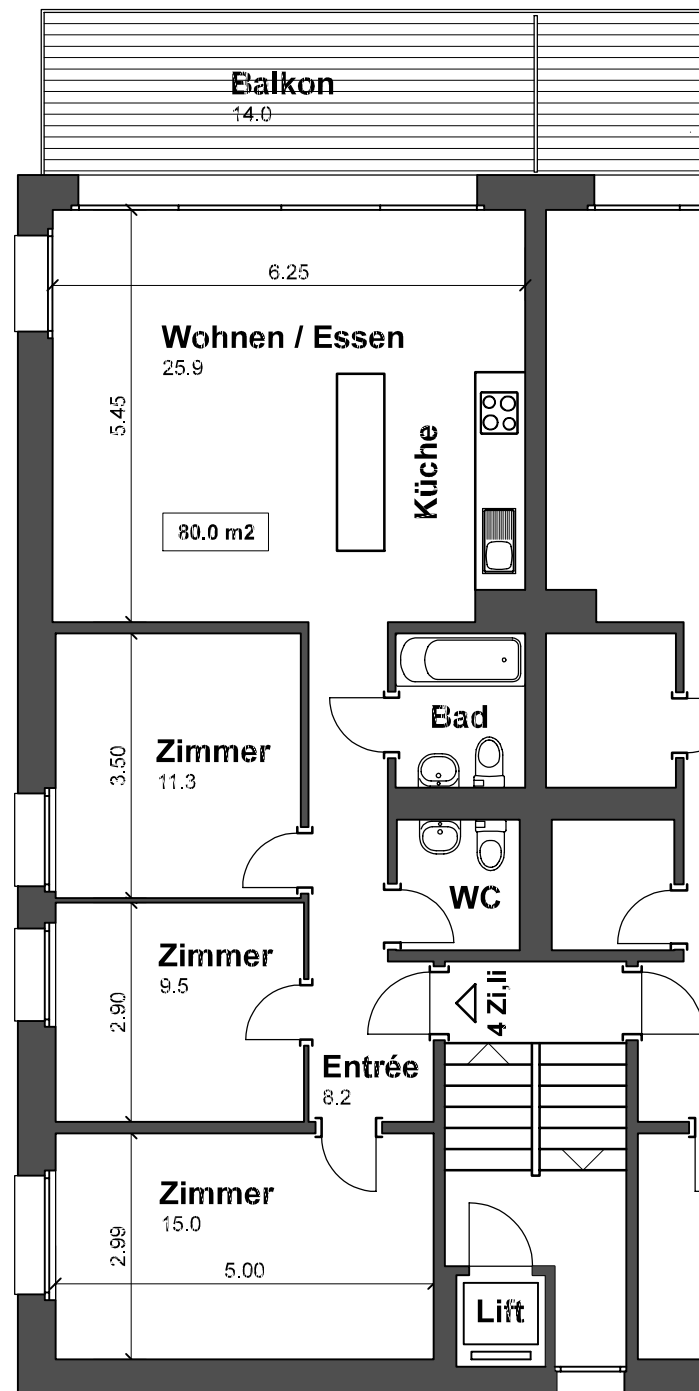 Balkon
14.0
6.25
Wohnen / Essen
25.9
5.45
Küche
80.0 m2
Bad
Zimmer
11.3
3.50
WC
Zimmer
9.5
2.90
4 Zi,li
Entrée
8.2
Zimmer
15.0
2.99
5.00
Lift